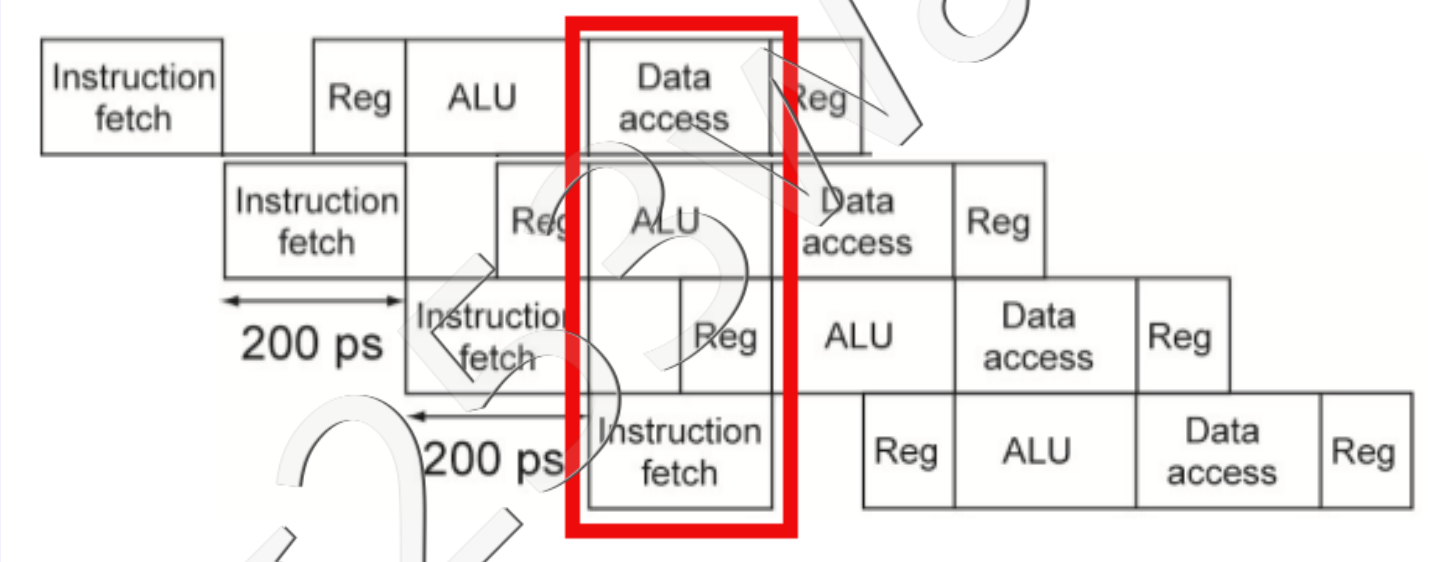 Instruction
fetch
Reg
ALU
Data
access
Reg
Instruction
fetch
Reg
ALU
Data
access
Reg
200 ps
Instruction
fetch
Reg
ALU
Data
access
Reg
200 ps
Instruction
fetch
Reg
ALU
Data
access
Reg